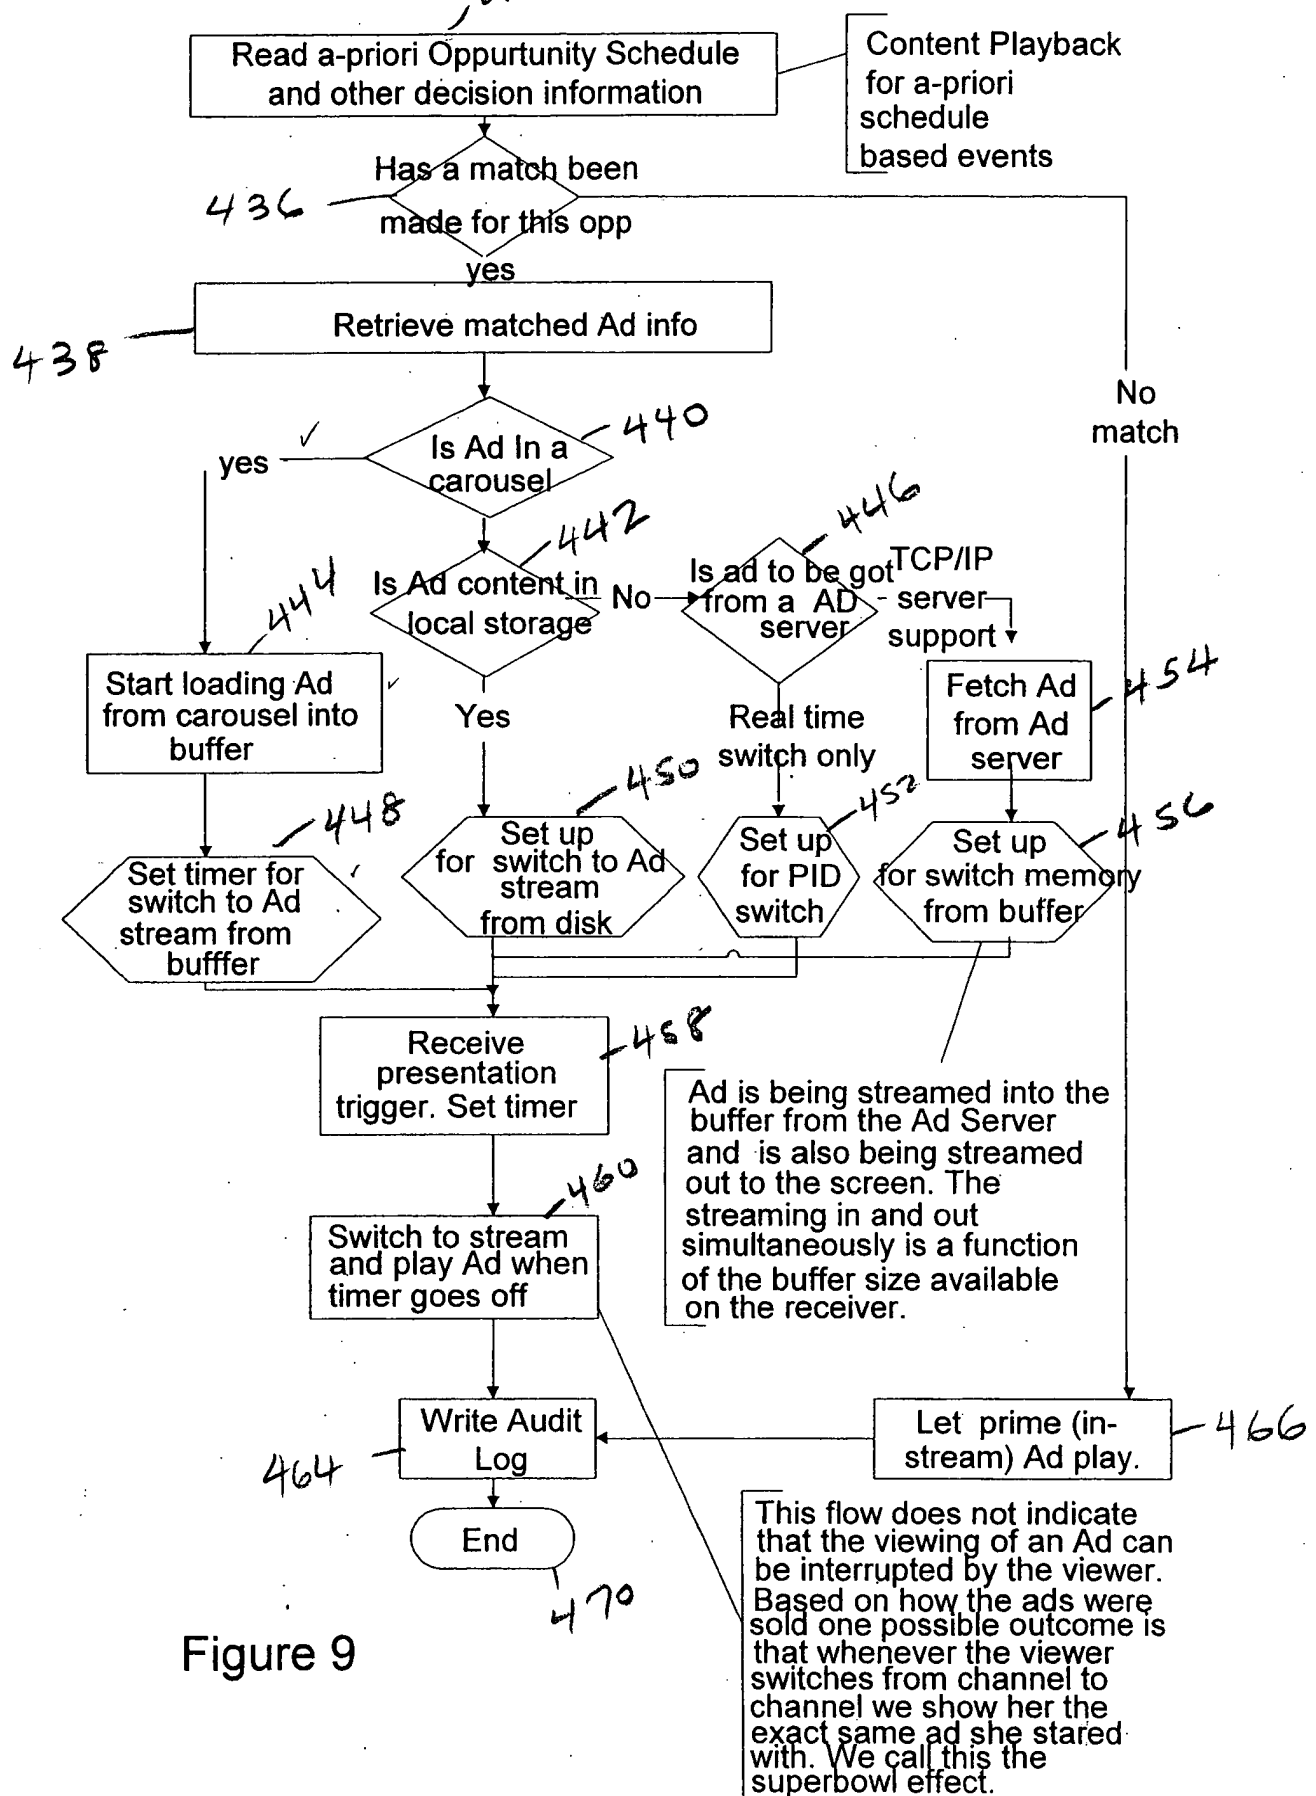 Read a-priori Oppurtunity Schedule
and other decision information
Content Playback
for a-priori
schedule
based events
Has a match been
made for this opp
436
yes
Retrieve matched Ad info
438
No
match
Is Ad In a
carousel
440
yes
Is Ad content in
local storage
442
No
Is ad to be got
from a AD
server
446
TCP/IP
server
support
444
Start loading Ad
from carousel into
buffer
Yes
Real time
switch only
Fetch Ad
from Ad
server
454
448
Set timer for
switch to Ad
stream from
bufffer
450
Set up
for switch to Ad
stream
from disk
452
Set up
for PID
switch
456
Set up
for switch memory
from buffer
Receive
presentation
trigger. Set timer
458
Ad is being streamed into the
buffer from the Ad Server
and is also being streamed
out to the screen. The
streaming in and out
simultaneously is a function
of the buffer size available
on the receiver.
460
Switch to stream
and play Ad when
timer goes off
Write Audit
Log
464
Let prime (in-
stream) Ad play.
466
End
470
This flow does not indicate
that the viewing of an Ad can
be interrupted by the viewer.
Based on how the ads were
sold one possible outcome is
that whenever the viewer
switches from channel to
channel we show her the
exact same ad she stared
with. We call this the
superbowl effect.
Figure 9